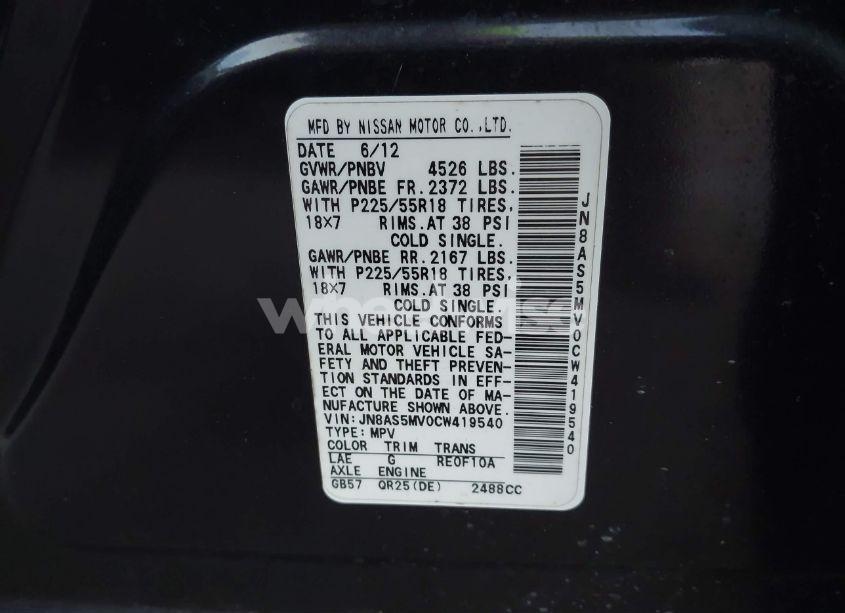 MFD BY NISSAN MOTOR CO.,LTD.
DATE 6/12
GVWR/PNBV 4526 LBS.
GAWR/PNBE FR.2372 LBS.
WITH P225/55R18 TIRES,
18×7 RIMS.AT 38 PSI
COLD SINGLE.
GAWR/PNBE RR.2167 LBS.
WITH P225/55R18 TIRES,
18×7 RIMS.AT 38 PSI
COLD SINGLE.
THIS VEHICLE CONFORMS
TO ALL APPLICABLE FED-
ERAL MOTOR VEHICLE SA-
FETY AND THEFT PREVEN-
TION STANDARDS IN EFF-
ECT ON THE DATE OF MA-
NUFACTURE SHOWN ABOVE.
VIN:JN8AS5MV0CW419540
TYPE:MPV
COLOR TRIM TRANS
LAE G RE0F10A
AXLE ENGINE
GB57 QR25(DE) 2488CC
JN8AS5MV0CW419540